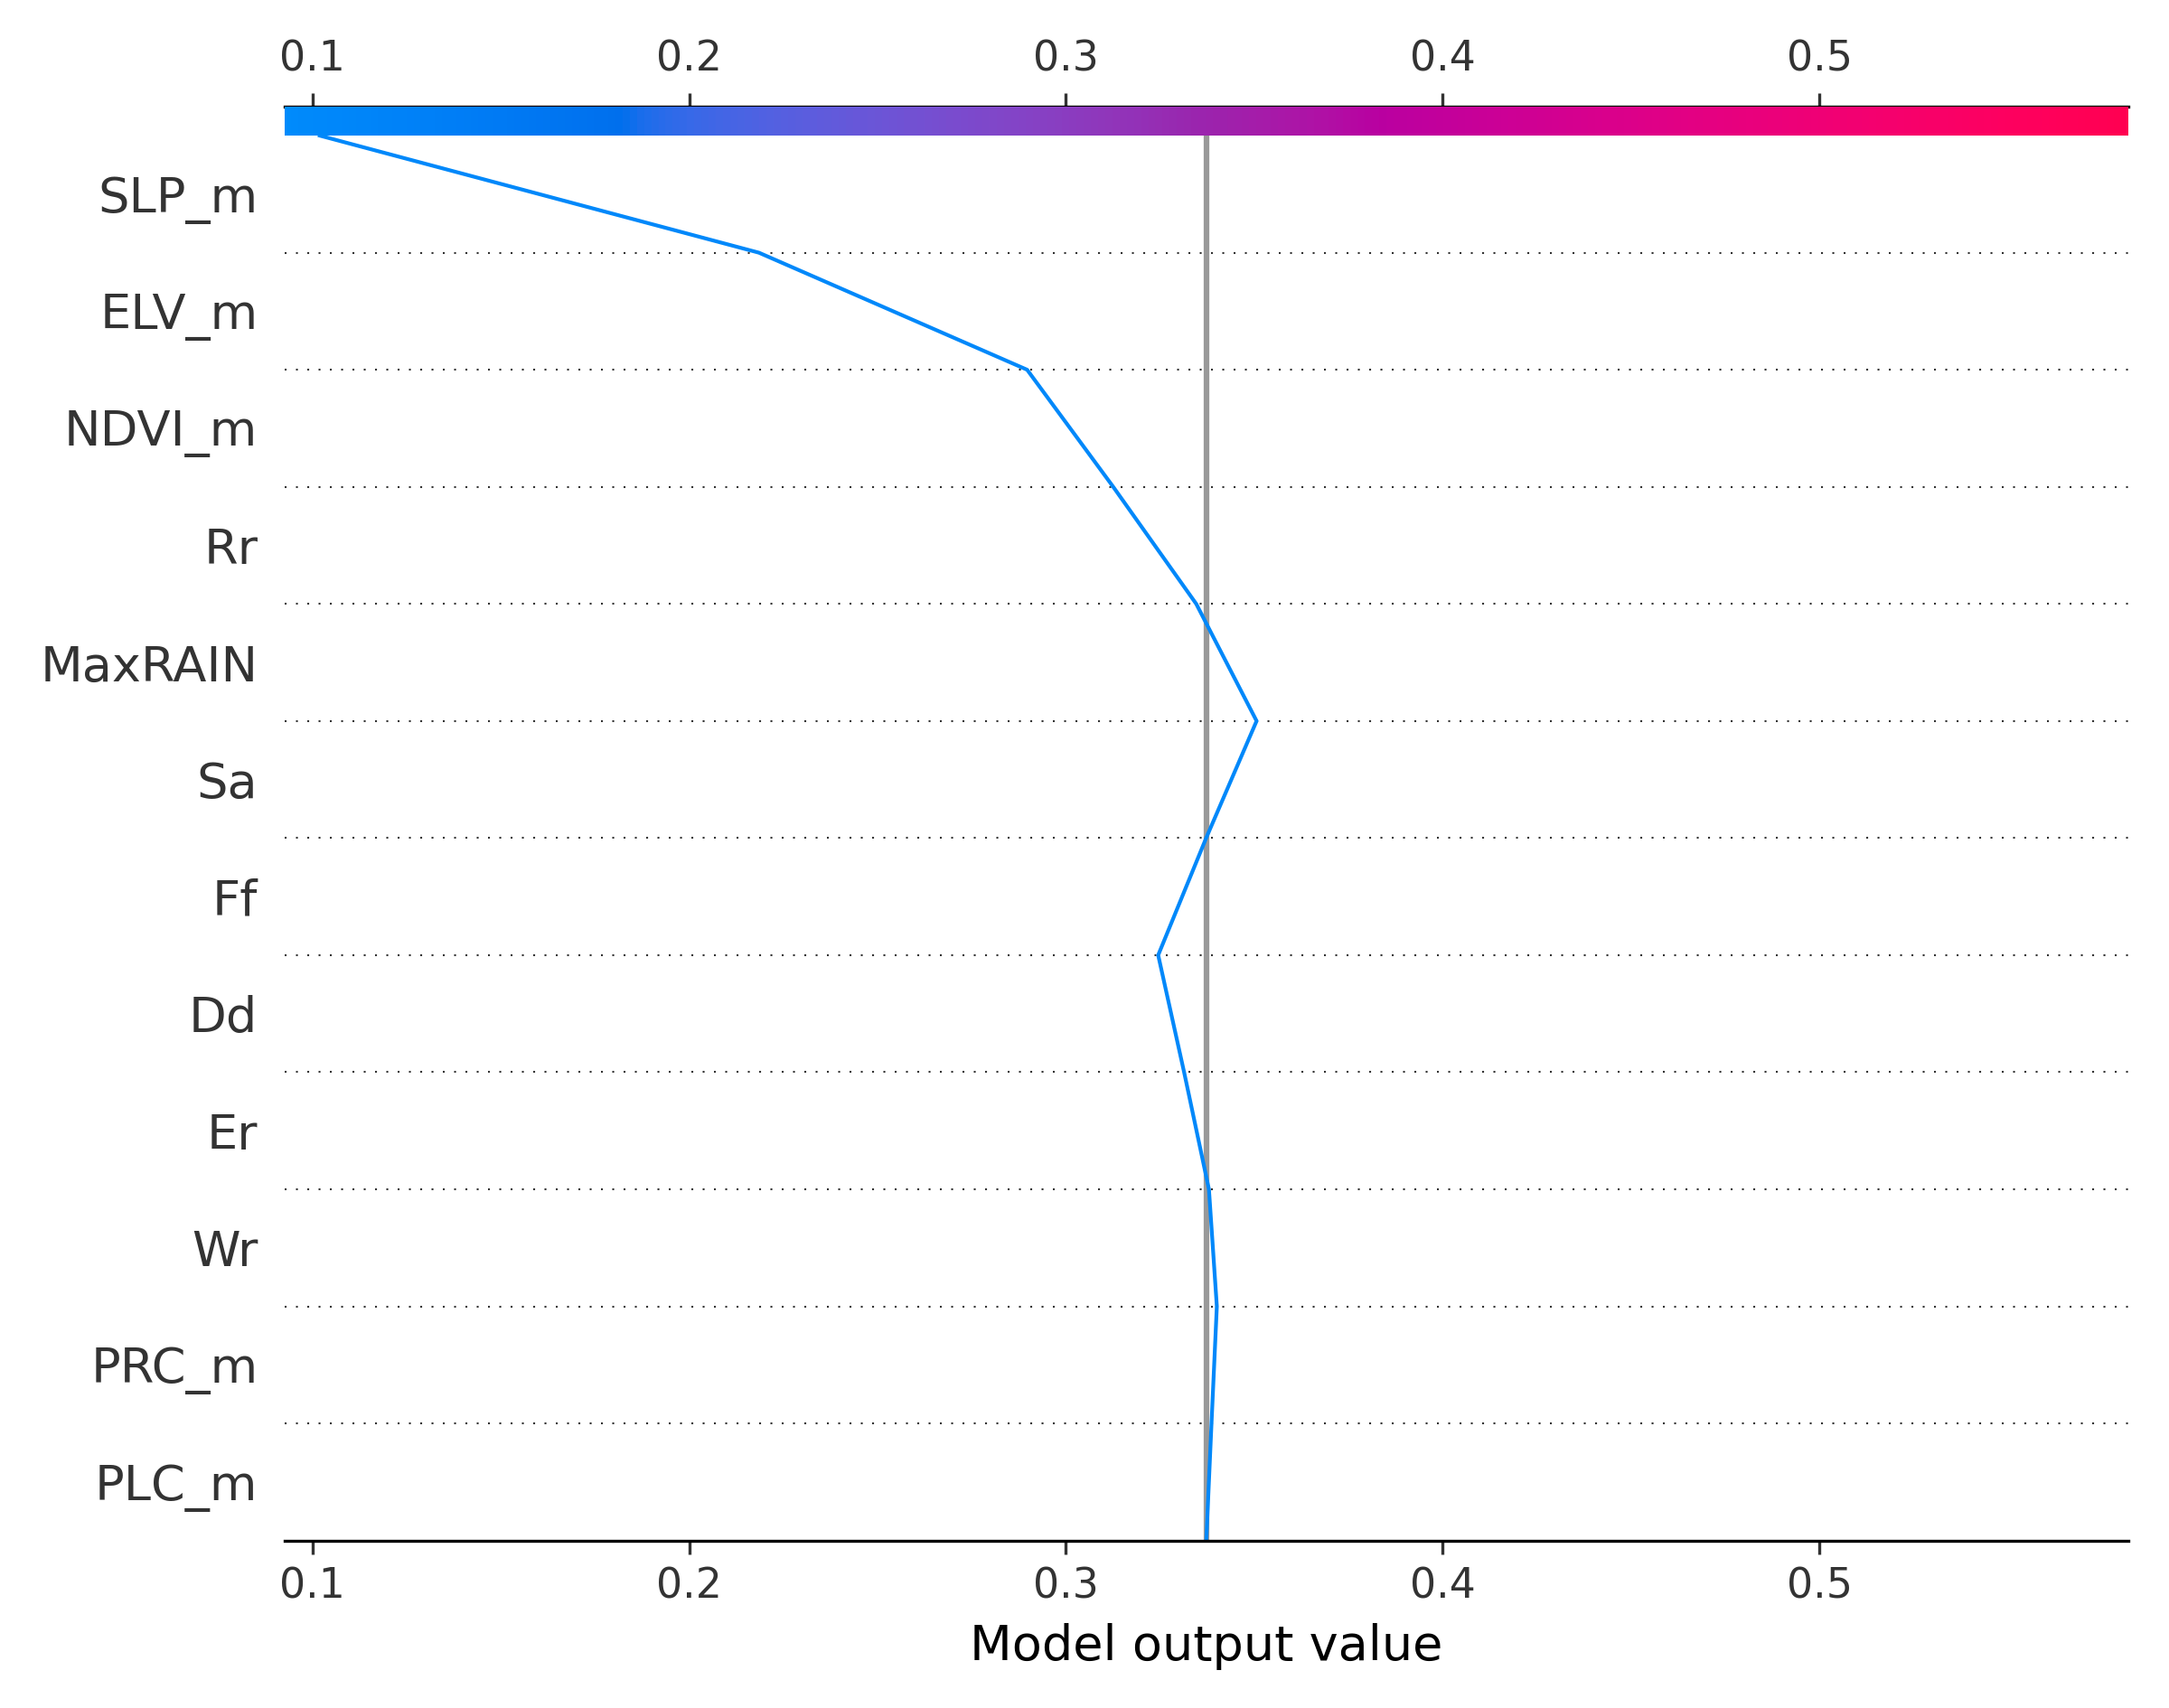 0.1 0.2 0.3 0.4 0.5
SLP_m
ELV_m
NDVI_m
Rr
MaxRAIN
Sa
Ff
Dd
Er
Wr
PRC_m
PLC_m
0.1 0.2 0.3 0.4 0.5
Model output value